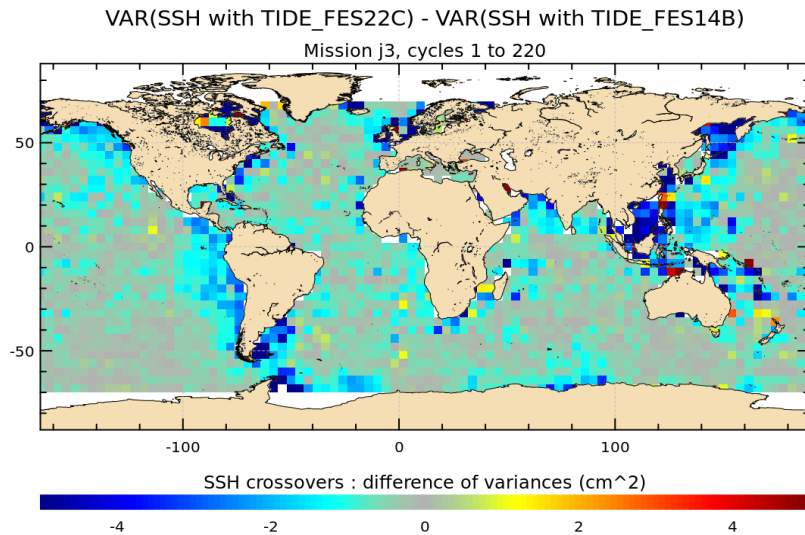 VAR(SSH with TIDE_FES22C) - VAR(SSH with TIDE_FES14B)
Mission j3, cycles 1 to 220
50
0
-50
-100 0 100
SSH crossovers : difference of variances (cm^2)
-4 -2 0 2 4